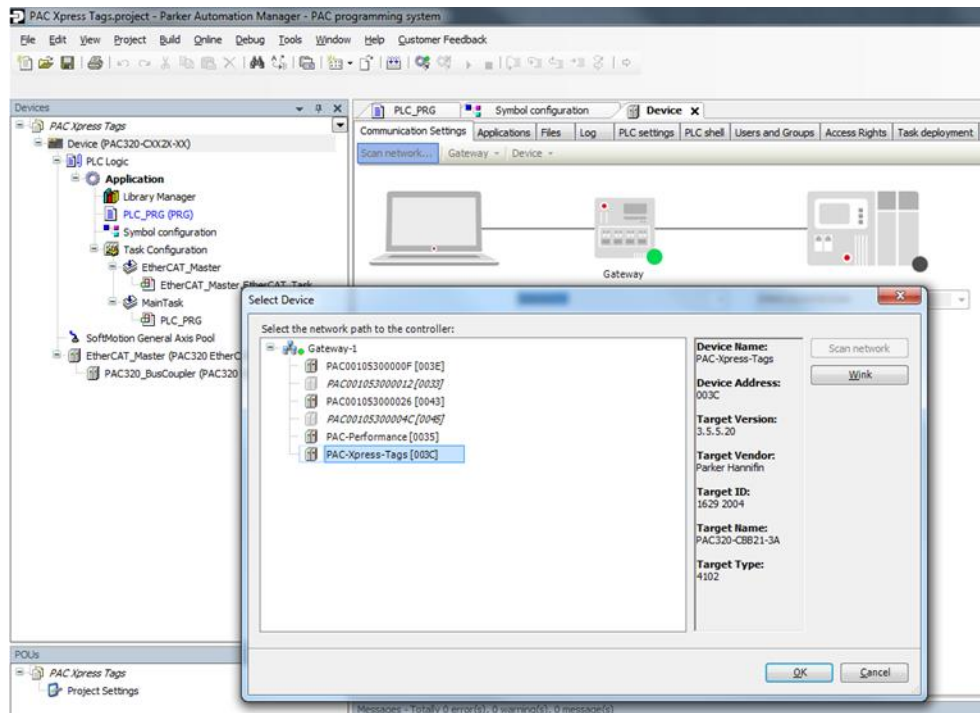 PAC Xpress Tags.project - Parker Automation Manager - PAC programming system
File Edit View Project Build Online Debug Tools Window Help Customer Feedback
Devices
PAC Xpress Tags
Device (PAC320-CXX2X-XX)
PLC Logic
Application
Library Manager
PLC_PRG (PRG)
Symbol configuration
Task Configuration
EtherCAT_Master
EtherCAT_Master.EtherCAT_Task
MainTask
PLC_PRG
SoftMotion General Axis Pool
EtherCAT_Master (PAC320 EtherC
PAC320_BusCoupler (PAC320
POUs
PAC Xpress Tags
Project Settings
PLC_PRG Symbol configuration Device
Communication Settings Applications Files Log PLC settings PLC shell Users and Groups Access Rights Task deployment
Scan network... Gateway Device
Gateway
Select Device
Select the network path to the controller:
Gateway-1
PAC00105300000F [003E]
PAC001053000012 [0033]
PAC001053000026 [0043]
PAC00105300004C [0045]
PAC-Performance [0035]
PAC-Xpress-Tags [003C]
Device Name:
PAC-Xpress-Tags
Device Address:
003C
Target Version:
3.5.5.20
Target Vendor:
Parker Hannifin
Target ID:
1629 2004
Target Name:
PAC320-CBB21-3A
Target Type:
4102
Scan network
Wink
OK Cancel
Messages - Totally 0 error(s), 0 warning(s), 0 message(s)